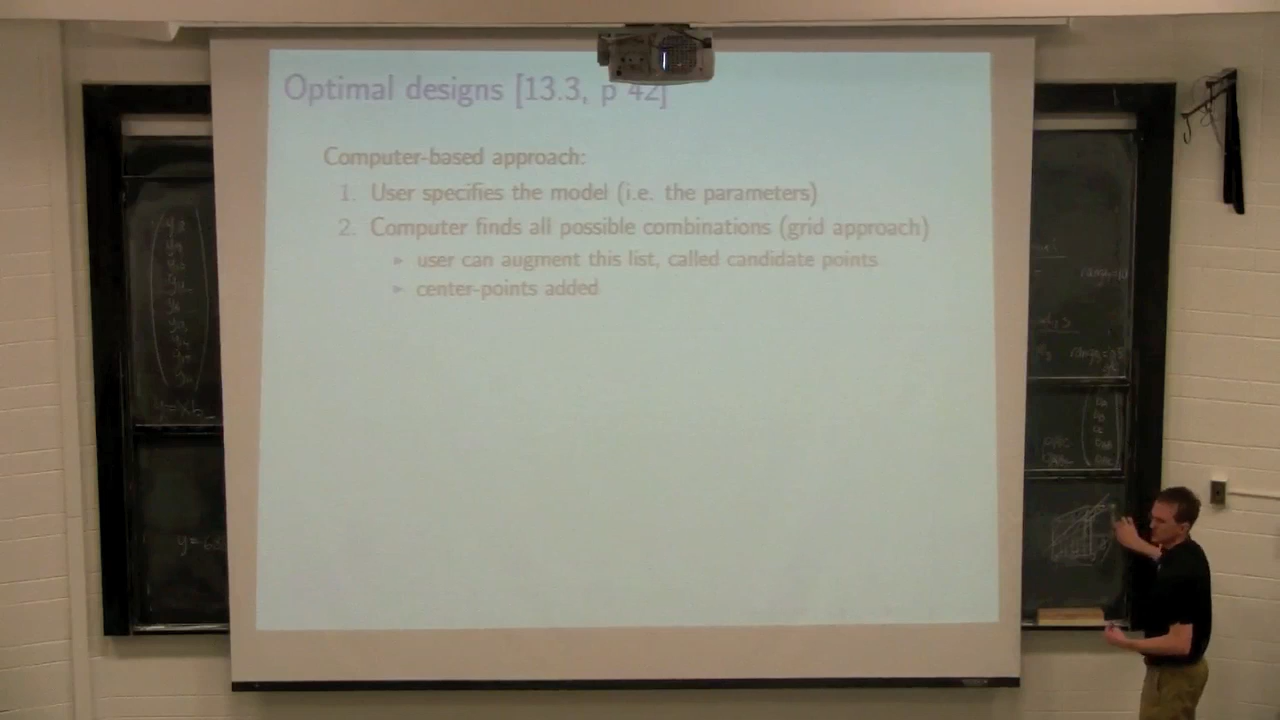 Optimal designs [13.3, p 42]
Computer-based approach:
1. User specifies the model (i.e. the parameters)
2. Computer finds all possible combinations (grid approach)
▸ user can augment this list, called candidate points
▸ center-points added